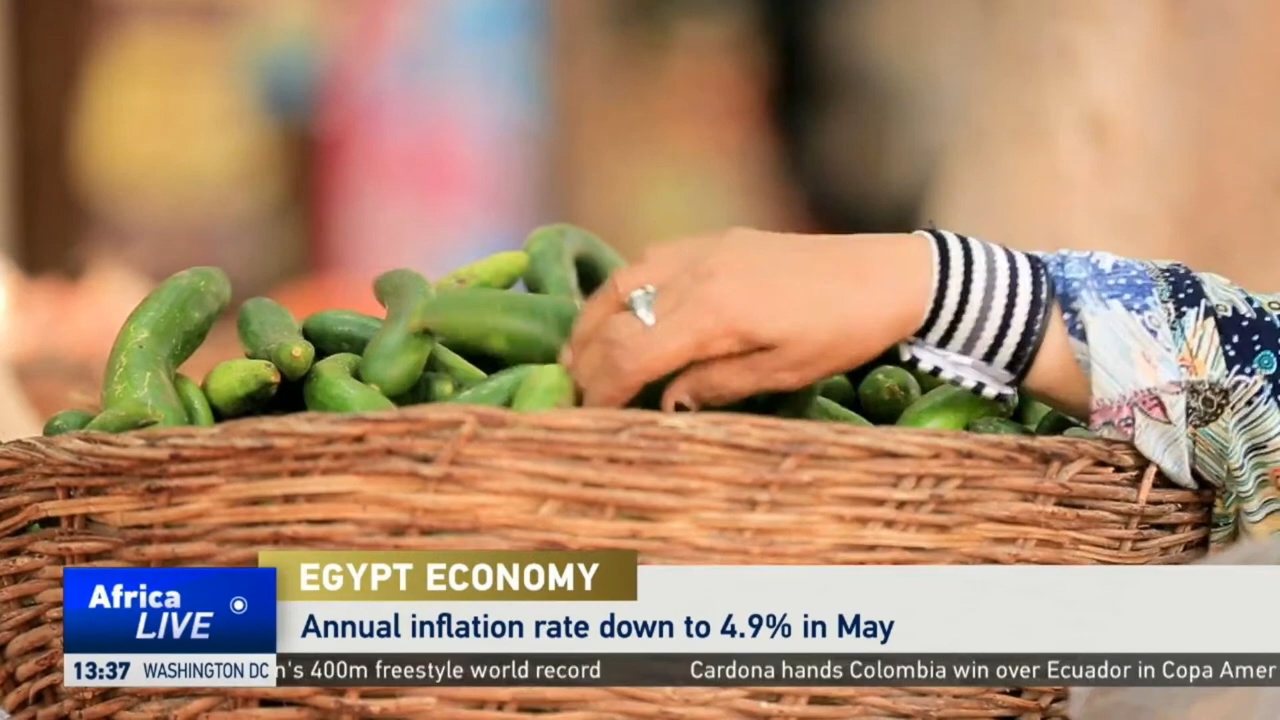 EGYPT ECONOMY
Africa
LIVE
Annual inflation rate down to 4.9% in May
13:37 WASHINGTON DC
n's 400m freestyle world record Cardona hands Colombia win over Ecuador in Copa Amer